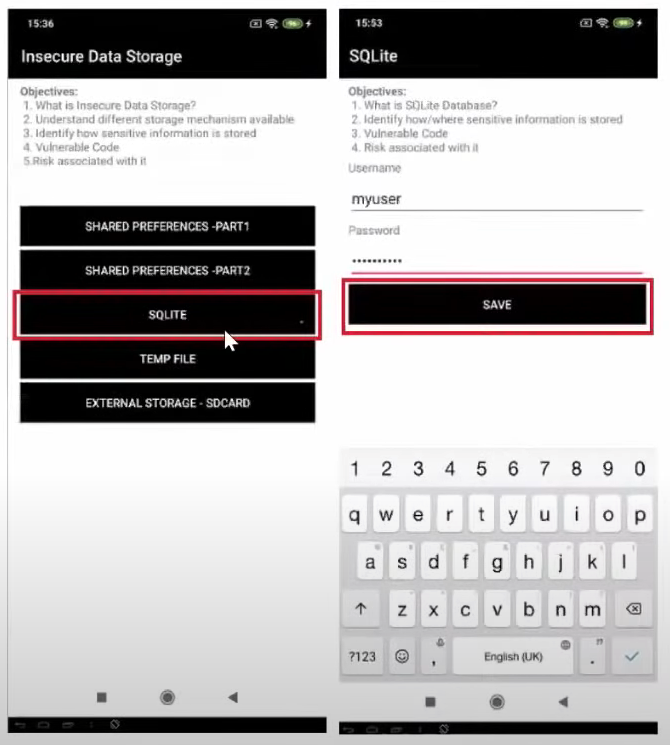 15:36
Insecure Data Storage
Objectives:
1. What is Insecure Data Storage?
2. Understand different storage mechanism available
3. Identify how sensitive information is stored
4. Vulnerable Code
5.Risk associated with it
SHARED PREFERENCES -PART1
SHARED PREFERENCES -PART2
SQLITE
TEMP FILE
EXTERNAL STORAGE - SDCARD
15:53
SQLite
Objectives:
1. What is SQLite Database?
2. Identify how/where sensitive information is stored
3. Vulnerable Code
4. Risk associated with it
Username
myuser
Password
••••••••••
SAVE
1 2 3 4 5 6 7 8 9 0
q w e r t y u i o p
a s d f g h j k l
z x c v b n m
?123 , English (UK) .